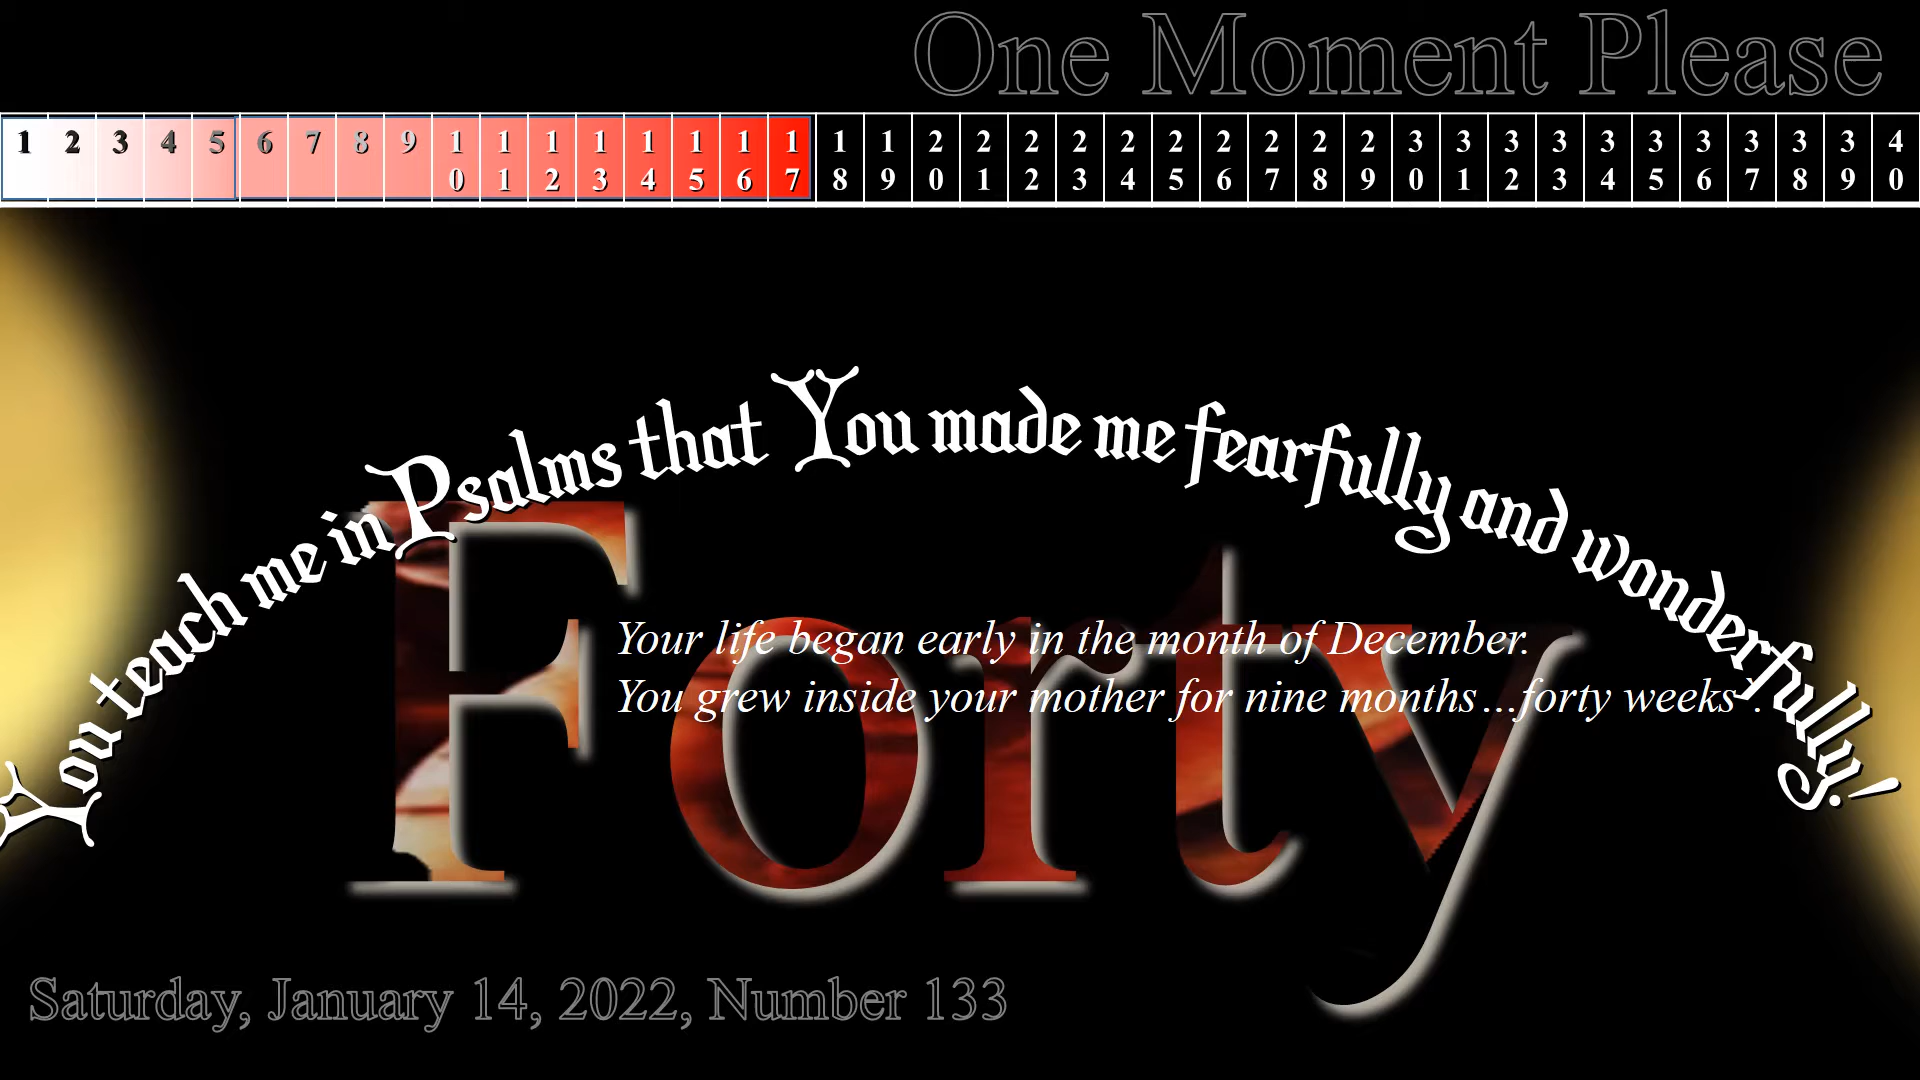 One Moment Please
1 2 3 4 5 6 7 8 9 10 11 12 13 14 15 16 17 18 19 20 21 22 23 24 25 26 27 28 29 30 31 32 33 34 35 36 37 38 39 40
You teach me in Psalms that You made me fearfully and wonderfully!
Forty
Your life began early in the month of December.
You grew inside your mother for nine months…forty weeks`.
Saturday, January 14, 2022, Number 133